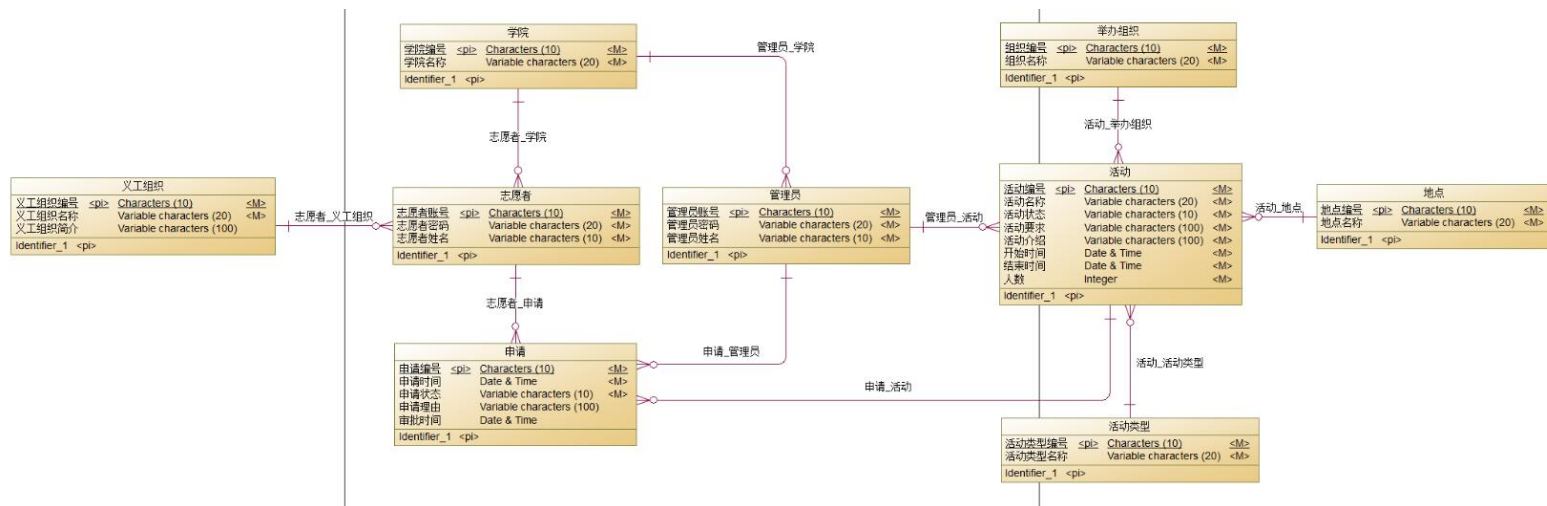 学院
学院编号 <pi> Characters (10) <M>
学院名称 Variable characters (20) <M>
Identifier_1 <pi>
管理员_学院
举办组织
组织编号 <pi> Characters (10) <M>
组织名称 Variable characters (20) <M>
Identifier_1 <pi>
志愿者_学院
活动_举办组织
义工组织
义工组织编号 <pi> Characters (10) <M>
义工组织名称 Variable characters (20) <M>
义工组织简介 Variable characters (100)
Identifier_1 <pi>
志愿者_义工组织
志愿者
志愿者账号 <pi> Characters (10) <M>
志愿者密码 Variable characters (20) <M>
志愿者姓名 Variable characters (10) <M>
Identifier_1 <pi>
管理员
管理员账号 <pi> Characters (10) <M>
管理员密码 Variable characters (20) <M>
管理员姓名 Variable characters (10) <M>
Identifier_1 <pi>
管理员_活动
活动
活动编号 <pi> Characters (10) <M>
活动名称 Variable characters (20) <M>
活动状态 Variable characters (10) <M>
活动要求 Variable characters (100) <M>
活动介绍 Variable characters (100) <M>
开始时间 Date & Time <M>
结束时间 Date & Time <M>
人数 Integer <M>
Identifier_1 <pi>
活动_地点
地点
地点编号 <pi> Characters (10) <M>
地点名称 Variable characters (20) <M>
Identifier_1 <pi>
志愿者_申请
申请
申请编号 <pi> Characters (10) <M>
申请时间 Date & Time <M>
申请状态 Variable characters (10) <M>
申请理由 Variable characters (100)
审批时间 Date & Time
Identifier_1 <pi>
申请_管理员
申请_活动
活动_活动类型
活动类型
活动类型编号 <pi> Characters (10) <M>
活动类型名称 Variable characters (20) <M>
Identifier_1 <pi>